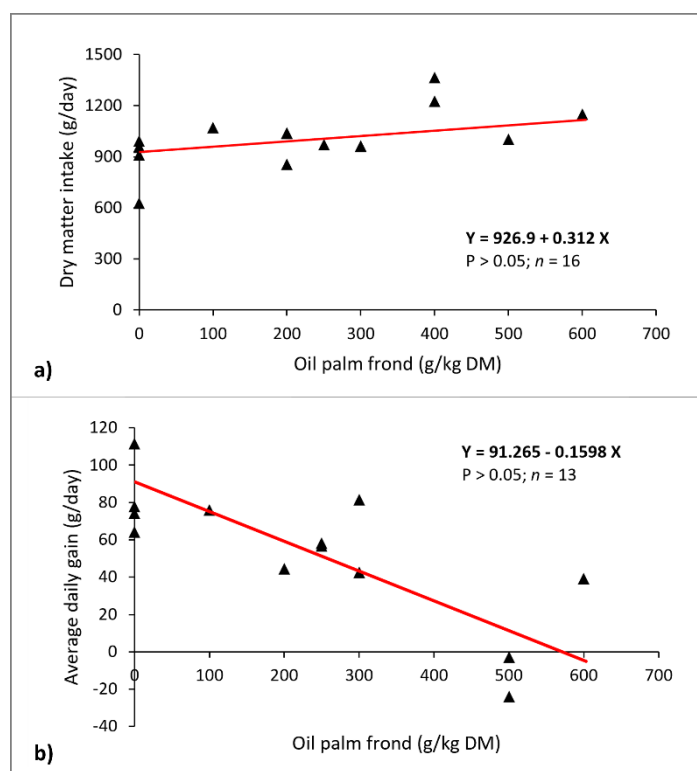 1500
1200
900
600
300
0
Dry matter intake (g/day)
Y = 926.9 + 0.312 X
P > 0.05; n = 16
0 100 200 300 400 500 600 700
Oil palm frond (g/kg DM)
a)
120
100
80
60
40
20
0
-20
-40
Average daily gain (g/day)
Y = 91.265 - 0.1598 X
P > 0.05; n = 13
0 100 200 300 400 500 600 700
Oil palm frond (g/kg DM)
b)